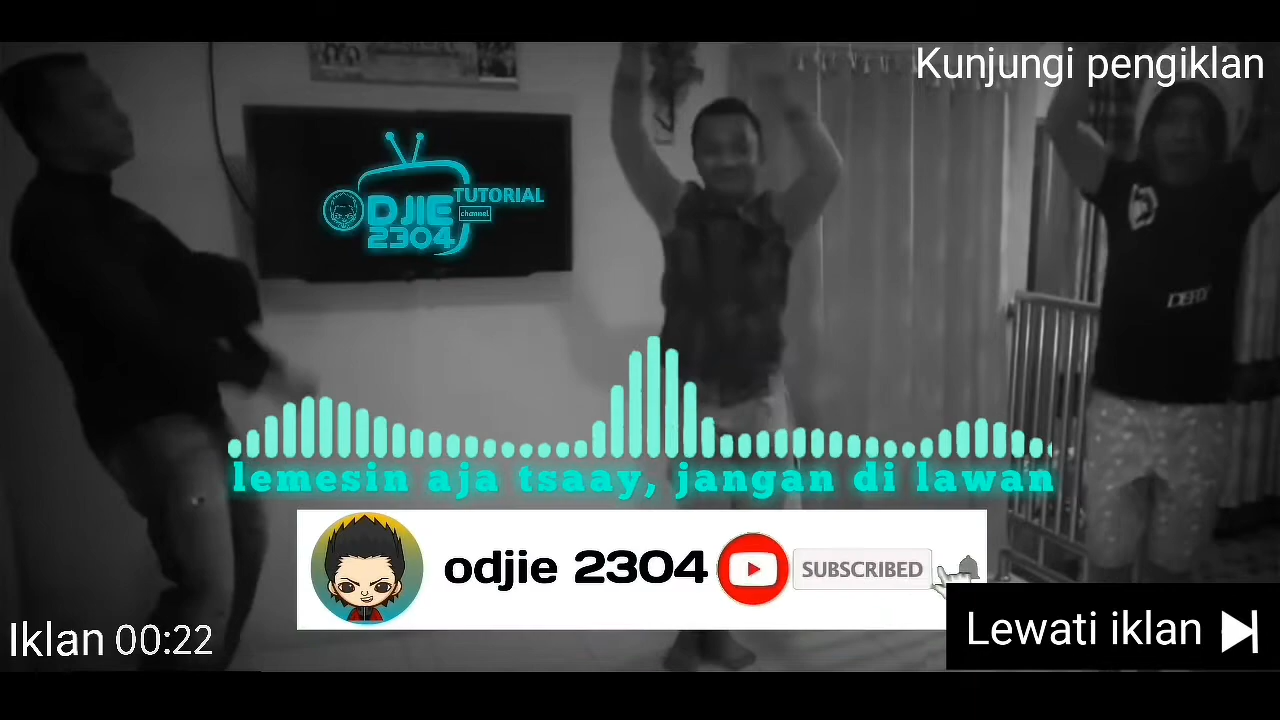 Kunjungi pengiklan
TUTORIAL
channel
DJIE
2304
lemesin aja tsaay, jangan di lawan
odjie 2304
SUBSCRIBED
Iklan 00:22
Lewati iklan